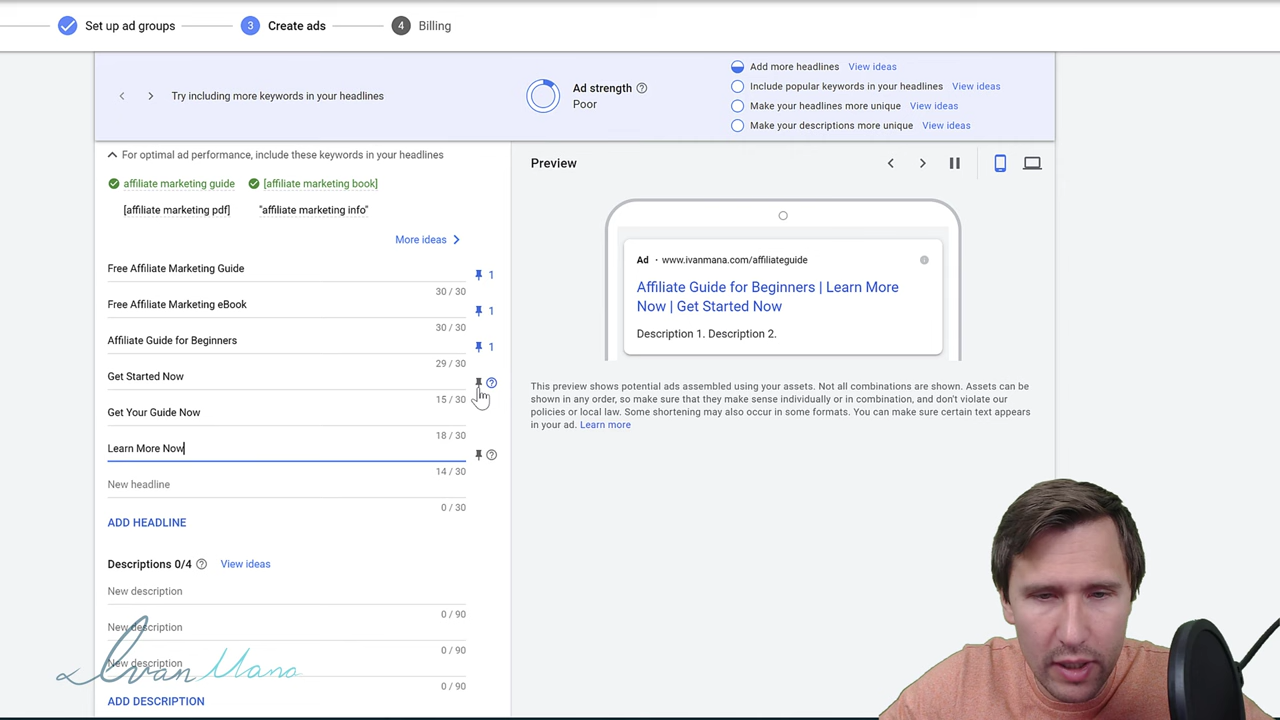 Set up ad groups
3
Create ads
4
Billing
Try including more keywords in your headlines
Ad strength
Poor
Add more headlines View ideas
Include popular keywords in your headlines View ideas
Make your headlines more unique View ideas
Make your descriptions more unique View ideas
For optimal ad performance, include these keywords in your headlines
affiliate marketing guide [affiliate marketing book]
[affiliate marketing pdf] "affiliate marketing info"
More ideas
Free Affiliate Marketing Guide
1
30 / 30
Free Affiliate Marketing eBook
1
30 / 30
Affiliate Guide for Beginners
1
29 / 30
Get Started Now
15 / 30
Get Your Guide Now
18 / 30
Learn More Now
14 / 30
New headline
0 / 30
ADD HEADLINE
Descriptions 0/4 View ideas
New description
0 / 90
New description
0 / 90
New description
0 / 90
ADD DESCRIPTION
Ivan Mana
Preview
Ad · www.ivanmana.com/affiliateguide
Affiliate Guide for Beginners | Learn More
Now | Get Started Now
Description 1. Description 2.
This preview shows potential ads assembled using your assets. Not all combinations are shown. Assets can be
shown in any order, so make sure that they make sense individually or in combination, and don't violate our
policies or local law. Some shortening may also occur in some formats. You can make sure certain text appears
in your ad. Learn more